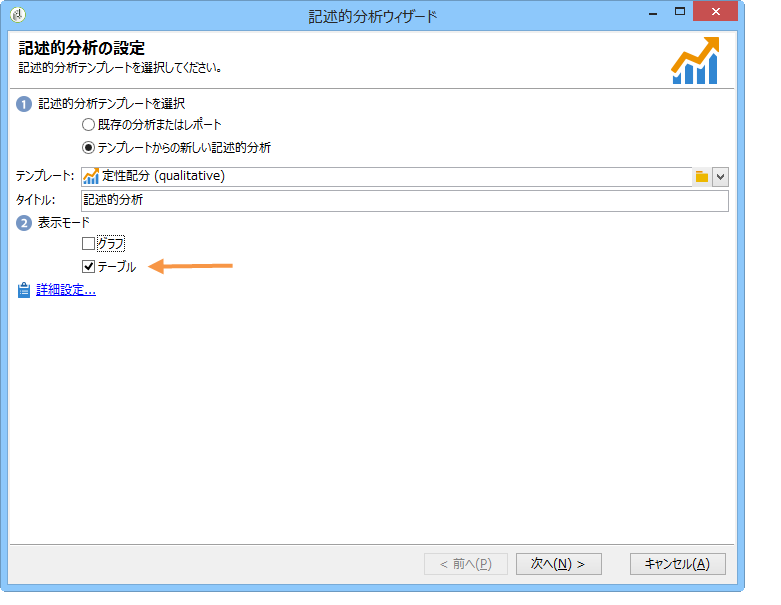 記述的分析ウィザード
記述的分析の設定
記述的分析テンプレートを選択してください。
1 記述的分析テンプレートを選択
既存の分析またはレポート
テンプレートからの新しい記述的分析
テンプレート: 定性配分 (qualitative)
タイトル: 記述的分析
2 表示モード
グラフ
テーブル
詳細設定...
< 前へ(P) 次へ(N) > キャンセル(A)